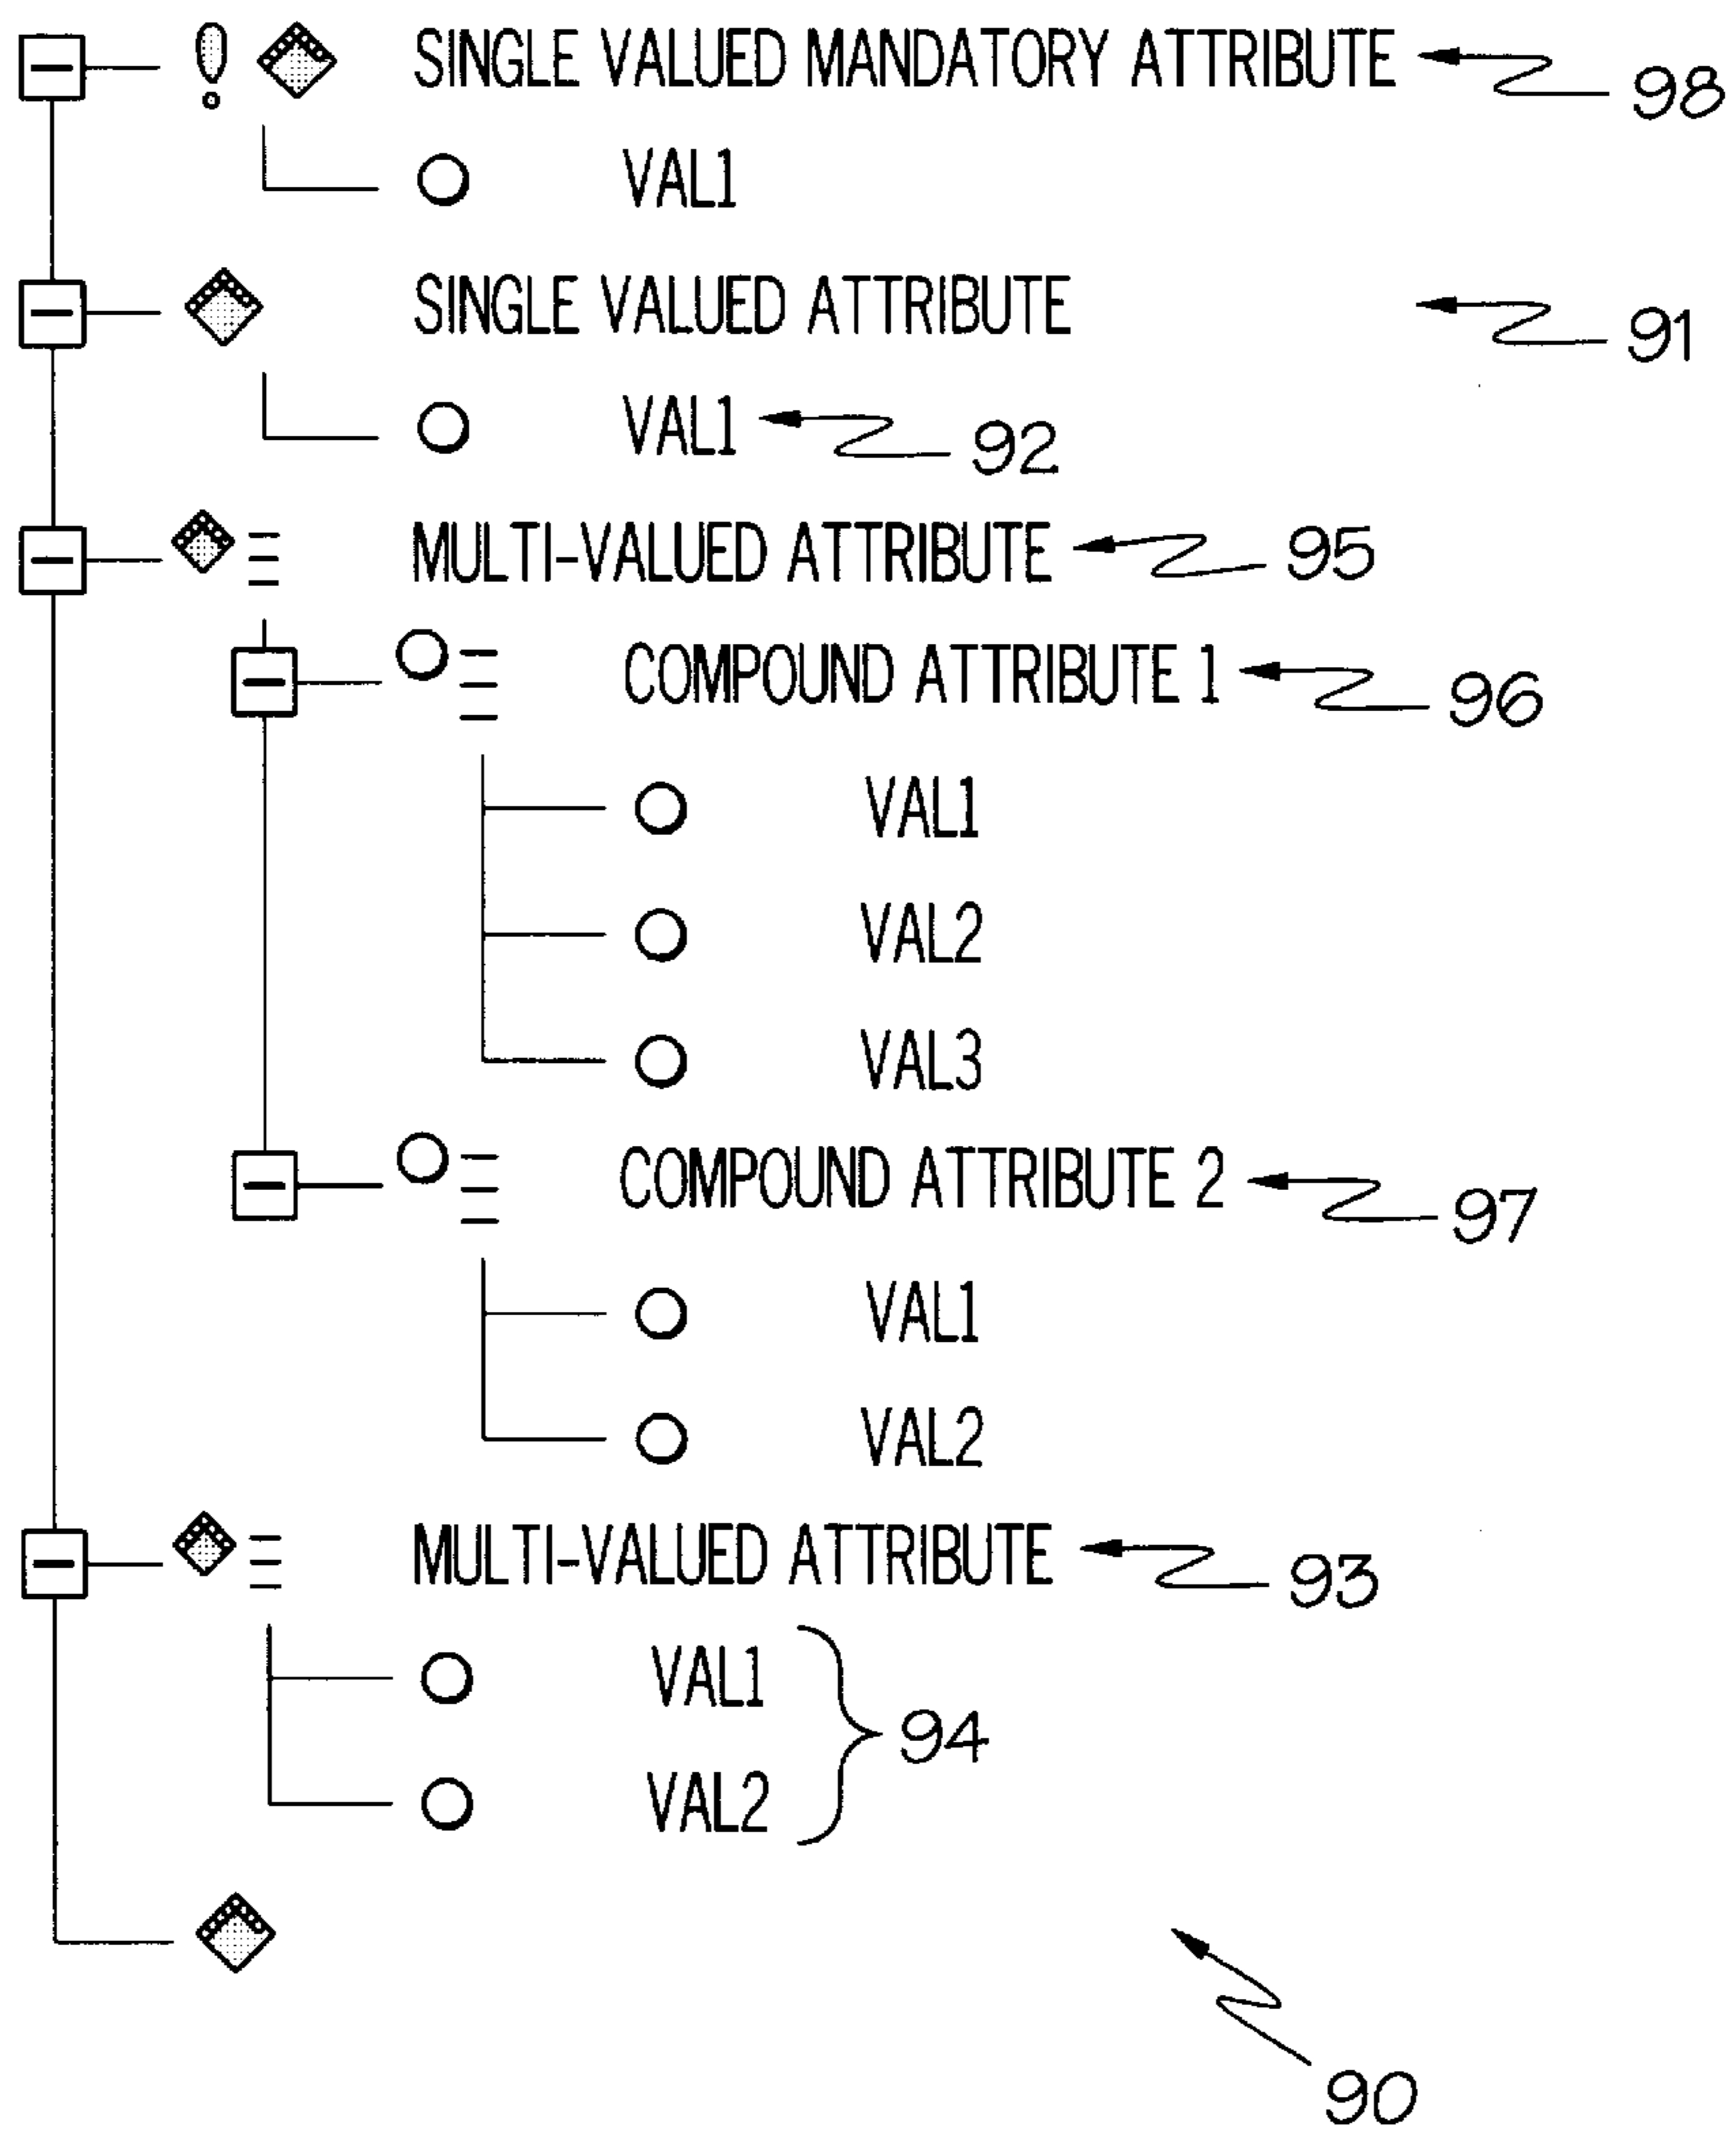 SINGLE VALUED MANDATORY ATTRIBUTE 98
VAL1
SINGLE VALUED ATTRIBUTE 91
VAL1 92
MULTI-VALUED ATTRIBUTE 95
COMPOUND ATTRIBUTE 1 96
VAL1
VAL2
VAL3
COMPOUND ATTRIBUTE 2 97
VAL1
VAL2
MULTI-VALUED ATTRIBUTE 93
VAL1
94
VAL2
90